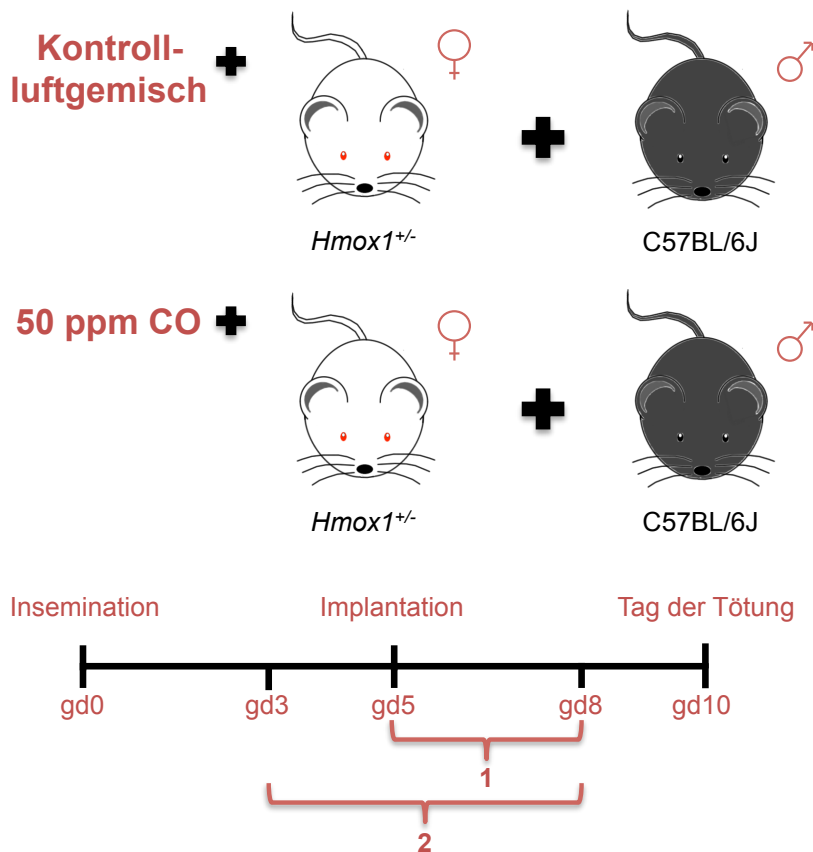 Kontroll-
luftgemisch
Hmox1+/-
C57BL/6J
50 ppm CO
Hmox1+/-
C57BL/6J
Insemination Implantation Tag der Tötung
gd0 gd3 gd5 gd8 gd10
1
2